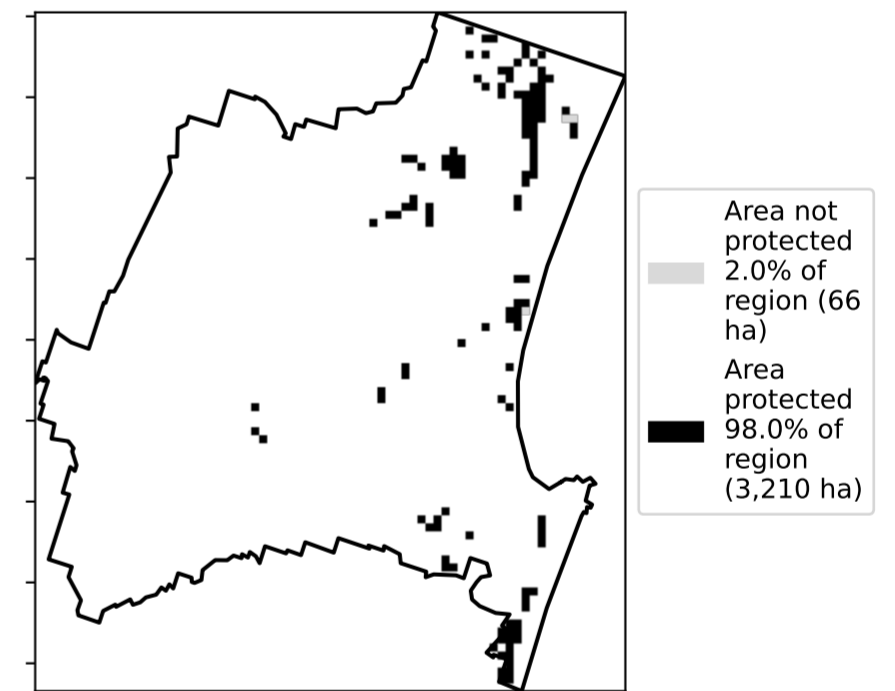 Area not
protected
2.0% of
region (66
ha)
Area
protected
98.0% of
region
(3,210 ha)